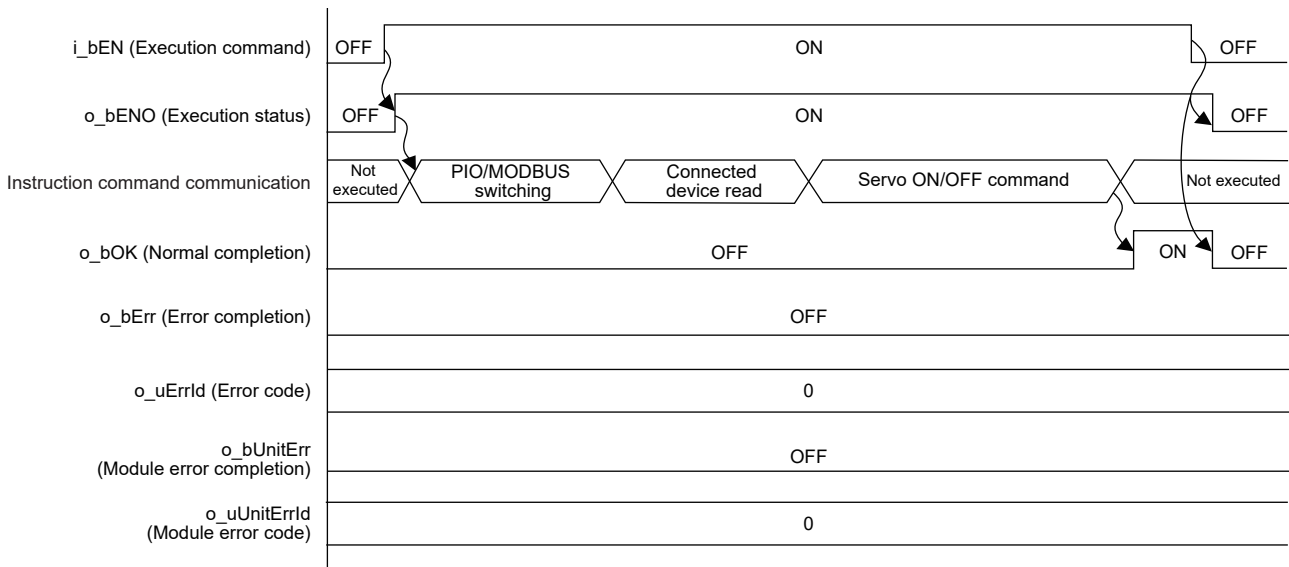 i_bEN (Execution command) OFF ON OFF
o_bENO (Execution status) OFF ON OFF
Instruction command communication
Not
executed
PIO/MODBUS
switching
Connected
device read
Servo ON/OFF command
Not executed
o_bOK (Normal completion) OFF ON OFF
o_bErr (Error completion) OFF
o_uErrId (Error code) 0
o_bUnitErr
(Module error completion)
OFF
o_uUnitErrId
(Module error code)
0